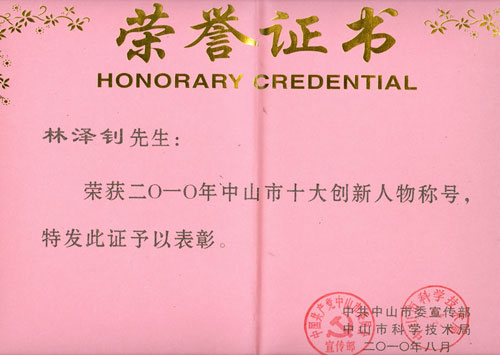 荣誉证书
HONORARY CREDENTIAL
林泽钊先生：
荣获二〇一〇年中山市十大创新人物称号，
特发此证予以表彰。
中共中山市委宣传部
中山市科学技术局
二〇一〇年八月
宣传部